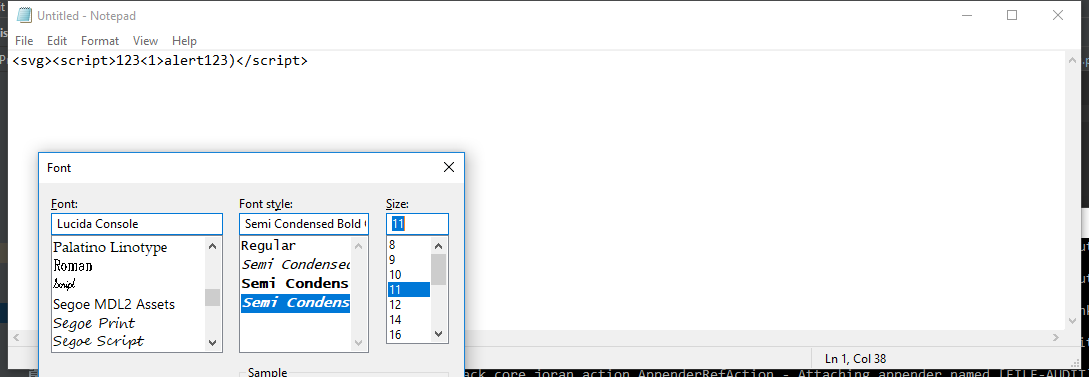 Untitled - Notepad
File Edit Format View Help
<svg><script>123<1>alert123)</script>
Font
Font: Font style: Size:
Lucida Console Semi Condensed Bold 11
Palatino Linotype Regular 8
Roman Semi Condensed 9
Script Semi Condens 10
Segoe MDL2 Assets Semi Condens 11
Segoe Print 12
Segoe Script 14
16
Ln 1, Col 38
Sample
core.joran.action.AppenderRefAction - Attaching appender named [FILE-AUDIT